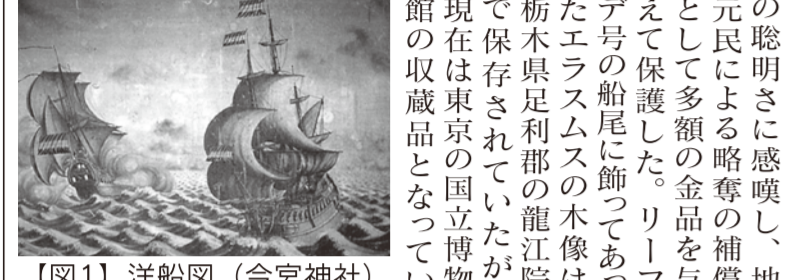 の聡明さに感嘆し、地
元民による略奪の補償
として多額の金品を与
えて保護した。リーフ
デ号の船尾に飾ってあっ
たエラスムスの木像は
栃木県足利郡の龍江院
で保存されていたが
現在は東京の国立博物
館の収蔵品となってい
【図1】洋船図（今宮神社）